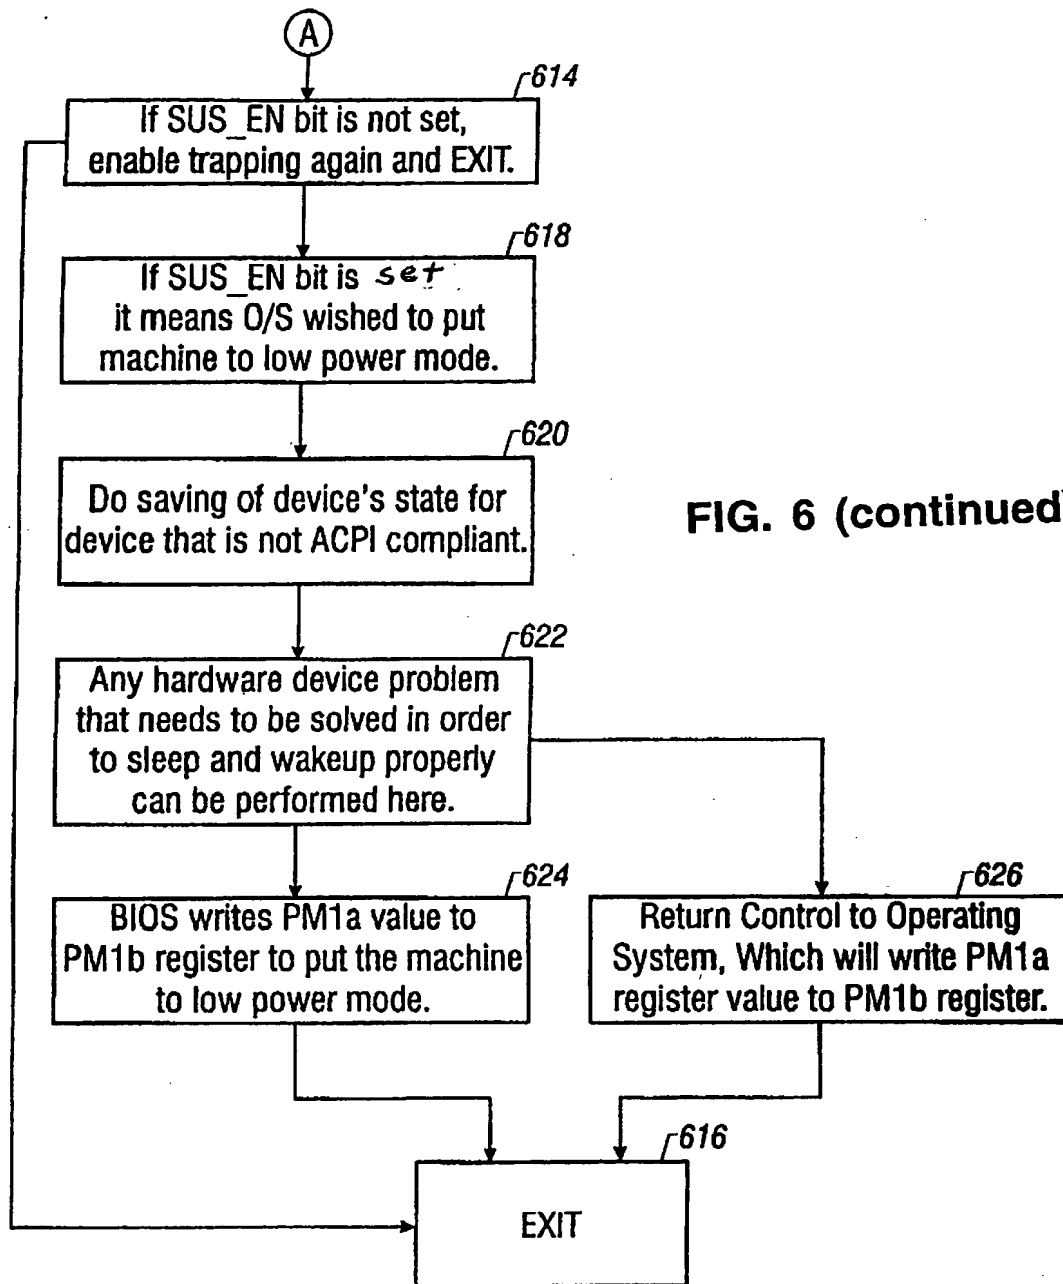 A
614
If SUS_EN bit is not set,
enable trapping again and EXIT.
618
If SUS_EN bit is set
it means O/S wished to put
machine to low power mode.
620
Do saving of device's state for
device that is not ACPI compliant.
FIG. 6 (continued)
622
Any hardware device problem
that needs to be solved in order
to sleep and wakeup properly
can be performed here.
624
BIOS writes PM1a value to
PM1b register to put the machine
to low power mode.
626
Return Control to Operating
System, Which will write PM1a
register value to PM1b register.
616
EXIT